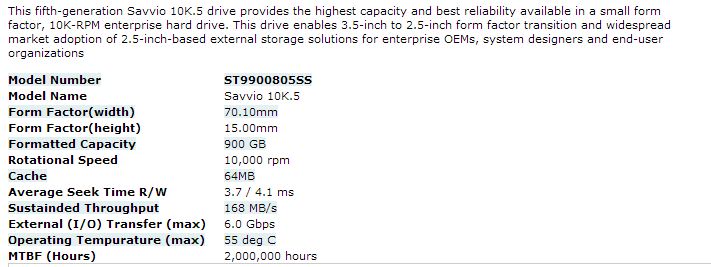 This fifth-generation Savvio 10K.5 drive provides the highest capacity and best reliability available in a small form
factor, 10K-RPM enterprise hard drive. This drive enables 3.5-inch to 2.5-inch form factor transition and widespread
market adoption of 2.5-inch-based external storage solutions for enterprise OEMs, system designers and end-user
organizations
Model Number ST9900805SS
Model Name Savvio 10K.5
Form Factor(width) 70.10mm
Form Factor(height) 15.00mm
Formatted Capacity 900 GB
Rotational Speed 10,000 rpm
Cache 64MB
Average Seek Time R/W 3.7 / 4.1 ms
Sustainded Throughput 168 MB/s
External (I/O) Transfer (max) 6.0 Gbps
Operating Tempurature (max) 55 deg C
MTBF (Hours) 2,000,000 hours